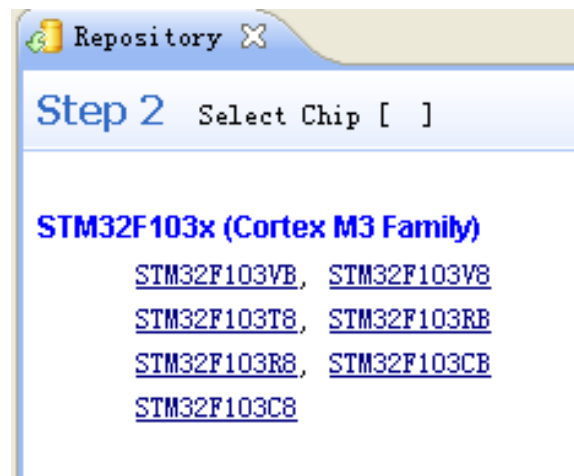 Repository
Step 2 Select Chip [ ]
STM32F103x (Cortex M3 Family)
STM32F103VB, STM32F103V8
STM32F103T8, STM32F103RB
STM32F103R8, STM32F103CB
STM32F103C8